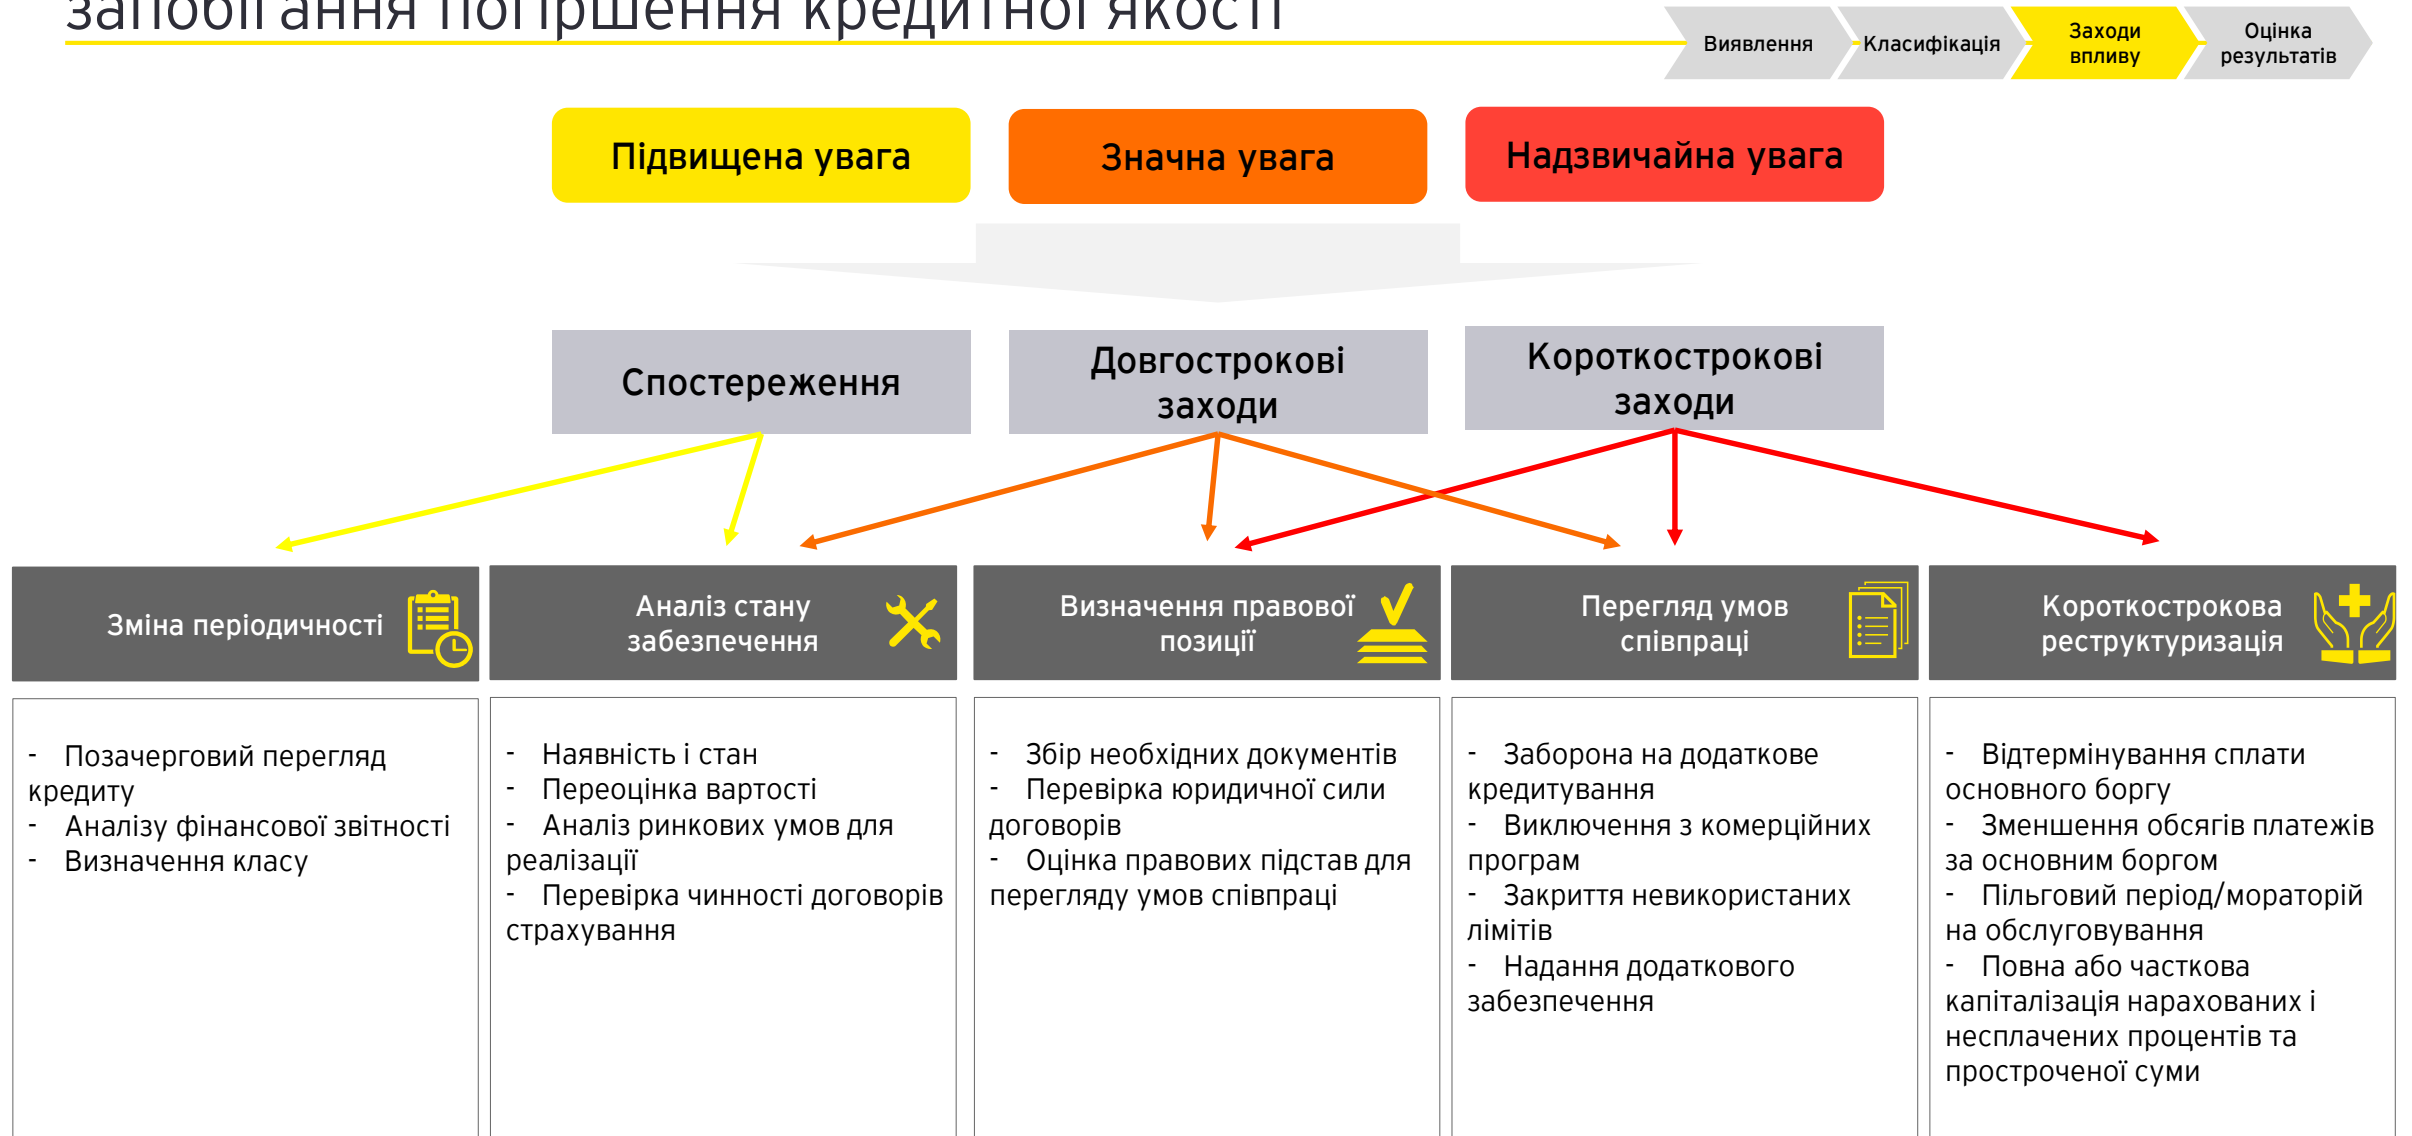 запобігання погіршення кредитної якості
Виявлення
Класифікація
Заходи
впливу
Оцінка
результатів
Підвищена увага
Значна увага
Надзвичайна увага
Спостереження
Довгострокові
заходи
Короткострокові
заходи
Зміна періодичності
Аналіз стану
забезпечення
Визначення правової
позиції
Перегляд умов
співпраці
Короткострокова
реструктуризація
- Позачерговий перегляд
кредиту
- Аналізу фінансової звітності
- Визначення класу
- Наявність і стан
- Переоцінка вартості
- Аналіз ринкових умов для
реалізації
- Перевірка чинності договорів
страхування
- Збір необхідних документів
- Перевірка юридичної сили
договорів
- Оцінка правових підстав для
перегляду умов співпраці
- Заборона на додаткове
кредитування
- Виключення з комерційних
програм
- Закриття невикористаних
лімітів
- Надання додаткового
забезпечення
- Відтермінування сплати
основного боргу
- Зменшення обсягів платежів
за основним боргом
- Пільговий період/мораторій
на обслуговування
- Повна або часткова
капіталізація нарахованих і
несплачених процентів та
простроченої суми